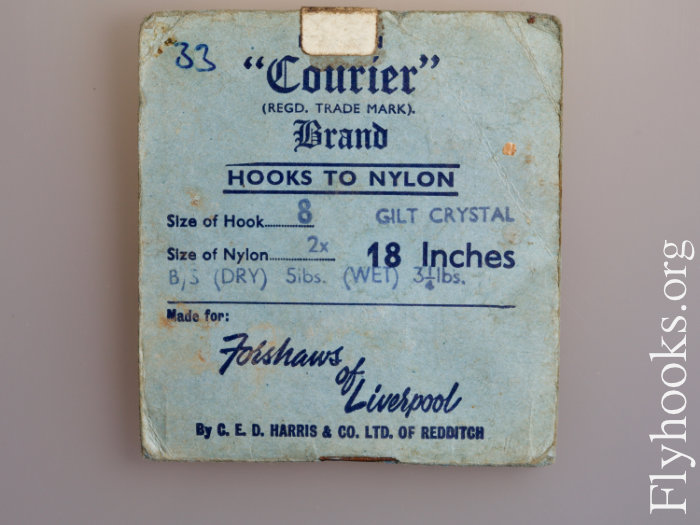 33
"Courier"
(REGD. TRADE MARK).
Brand
HOOKS TO NYLON
Size of Hook............ 8 GILT CRYSTAL
Size of Nylon............ 2x 18 Inches
B/S (DRY) 5lbs. (WET) 3¼lbs.
Made for:
Forshaws
of
Liverpool
By C. E. D. HARRIS & CO. LTD. OF REDDITCH
Flyhooks.org